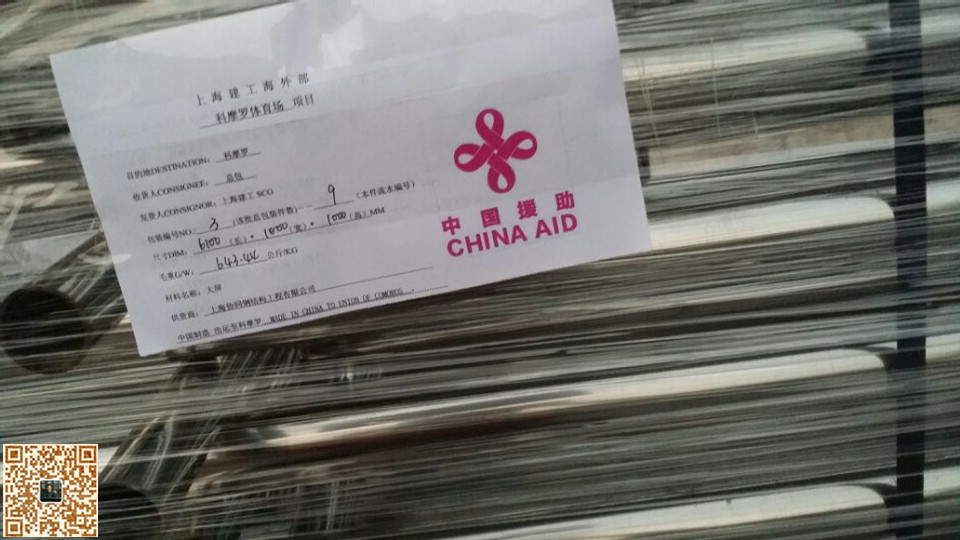 上海建工海外部
科摩罗体育场 项目
目的地DESTINATION: 科摩罗
收货人CONSIGNEE: 总包
发货人CONSIGNOR: 上海建工 SCG
包装编号NO: 3 (该批总包装件数) -- 9 (本件流水编号)
尺寸DIM: 6100 (长) * 1000 (宽) * 1000 (高) MM
毛重G/W: 643.44 公斤/KG
材料名称: 大屏
供货商: 上海协同钢结构工程有限公司
中国制造 出运至科摩罗 MADE IN CHINA TO UNION OF COMOROS
中国援助
CHINA AID